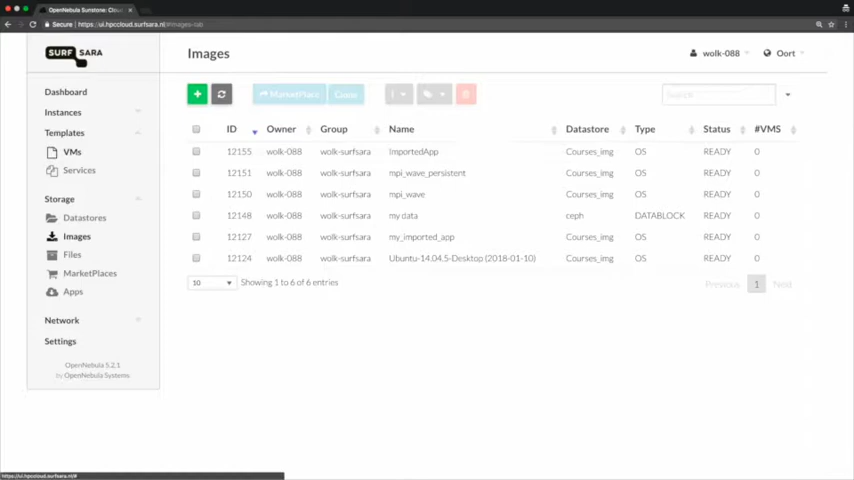 OpenNebula Sunstone: Clou
Secure | https://ui.hpccloud.surfsara.nl/#images-tab
SURF SARA
Images
wolk-088
Oort
Dashboard
Instances
Templates
VMs
Services
Storage
Datastores
Images
Files
MarketPlaces
Apps
Network
Settings
OpenNebula 5.2.1
by OpenNebula Systems
+ MarketPlace Clone Search
ID Owner Group Name Datastore Type Status #VMS
12155 wolk-088 wolk-surfsara ImportedApp Courses_img OS READY 0
12151 wolk-088 wolk-surfsara mpi_wave_persistent Courses_img OS READY 0
12150 wolk-088 wolk-surfsara mpi_wave Courses_img OS READY 0
12148 wolk-088 wolk-surfsara my data ceph DATABLOCK READY 0
12127 wolk-088 wolk-surfsara my_imported_app Courses_img OS READY 0
12124 wolk-088 wolk-surfsara Ubuntu-14.04.5-Desktop (2018-01-10) Courses_img OS READY 0
10 Showing 1 to 6 of 6 entries Previous 1 Next
https://ui.hpccloud.surfsara.nl/#